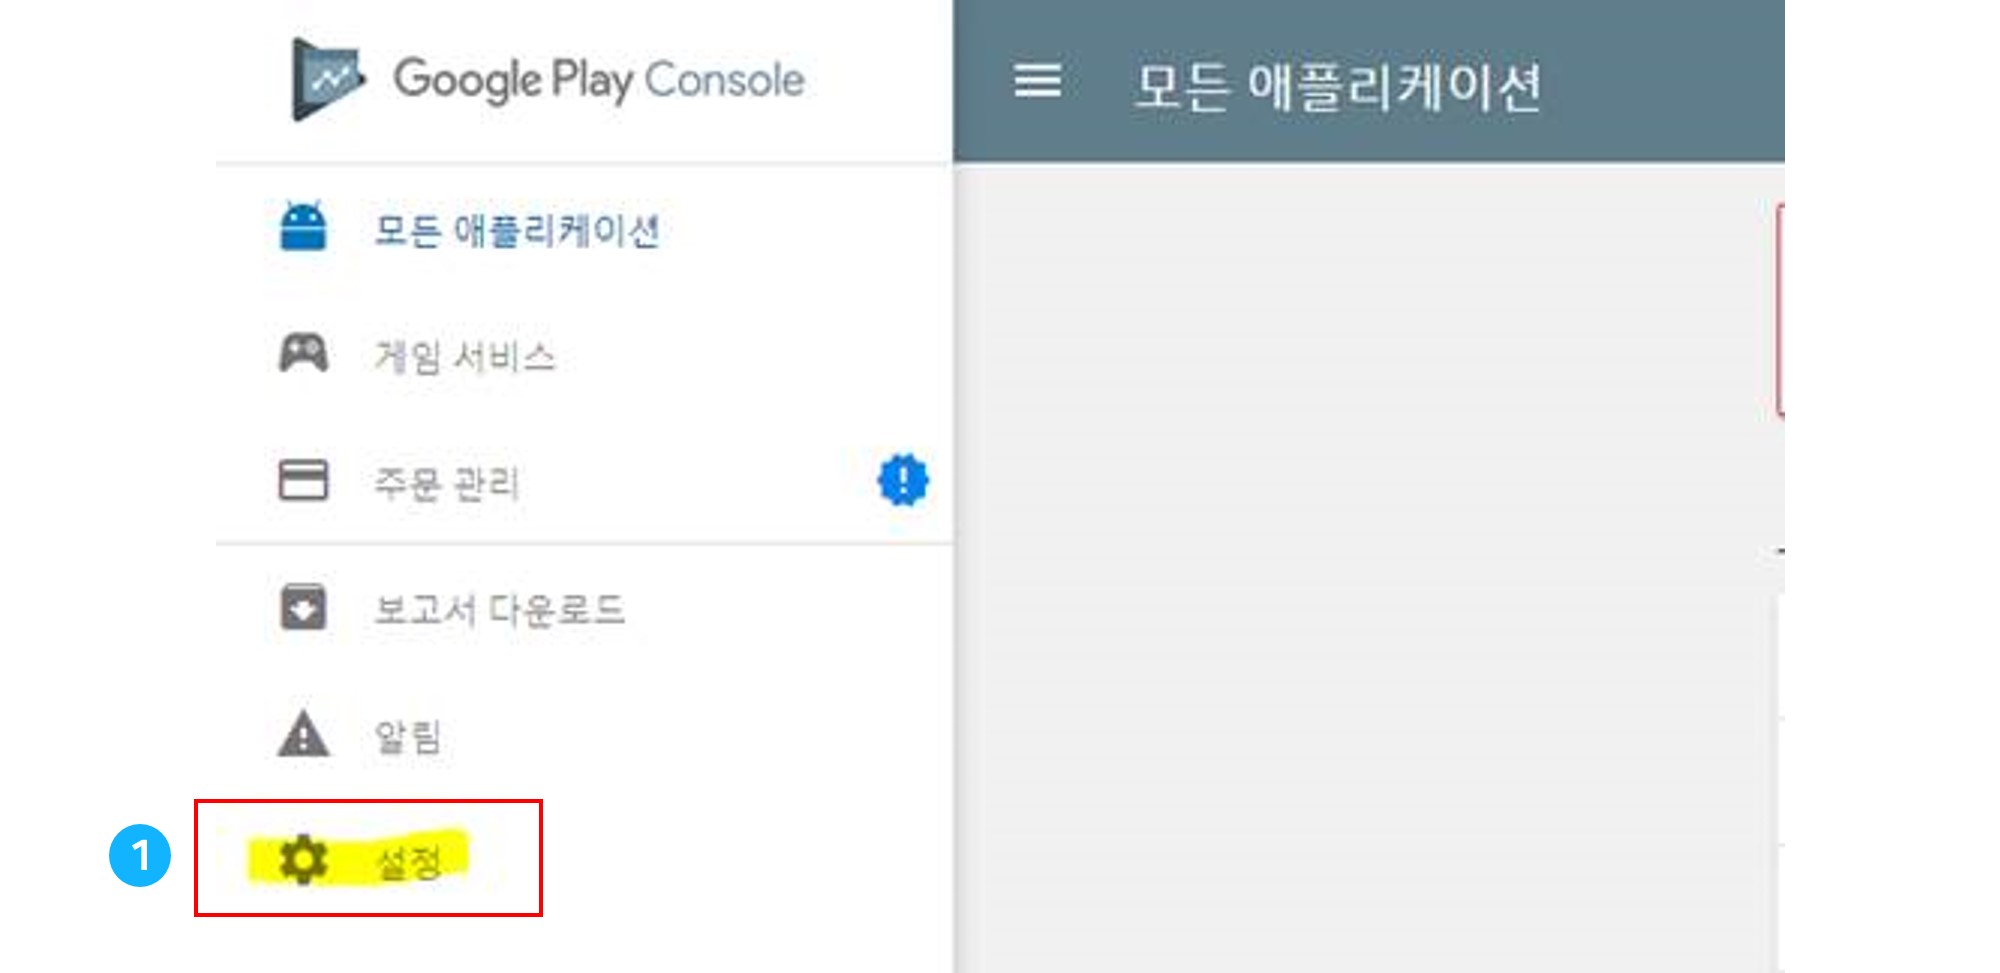 Google Play Console
모든 애플리케이션
모든 애플리케이션
게임 서비스
주문 관리
보고서 다운로드
알림
1
설정